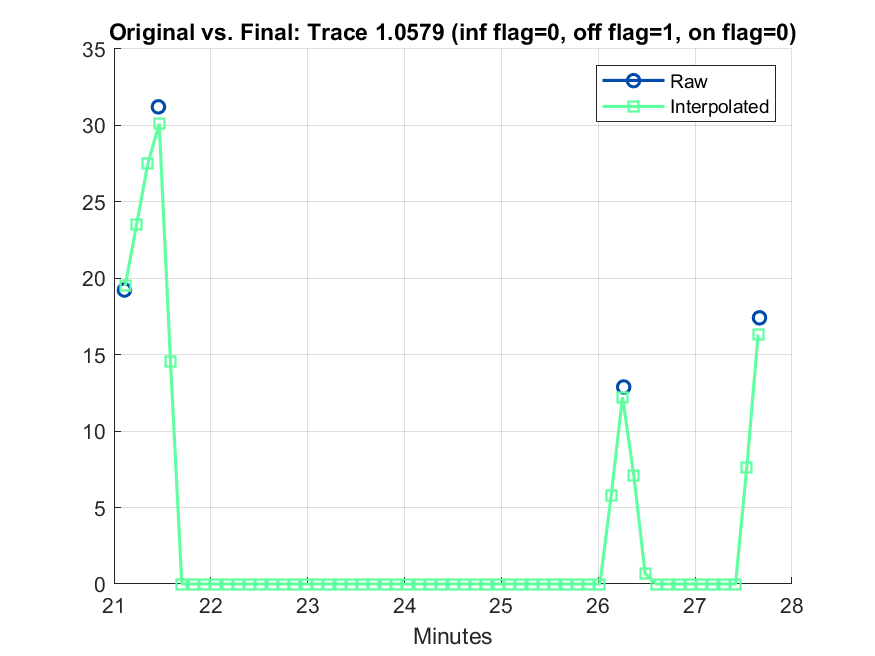 Original vs. Final: Trace 1.0579 (inf flag=0, off flag=1, on flag=0)
35
30
25
20
15
10
5
0
Raw
Interpolated
21 22 23 24 25 26 27 28
Minutes